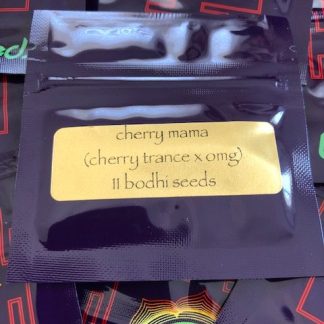 cherry mama
(cherry trance x omg)
11 bodhi seeds